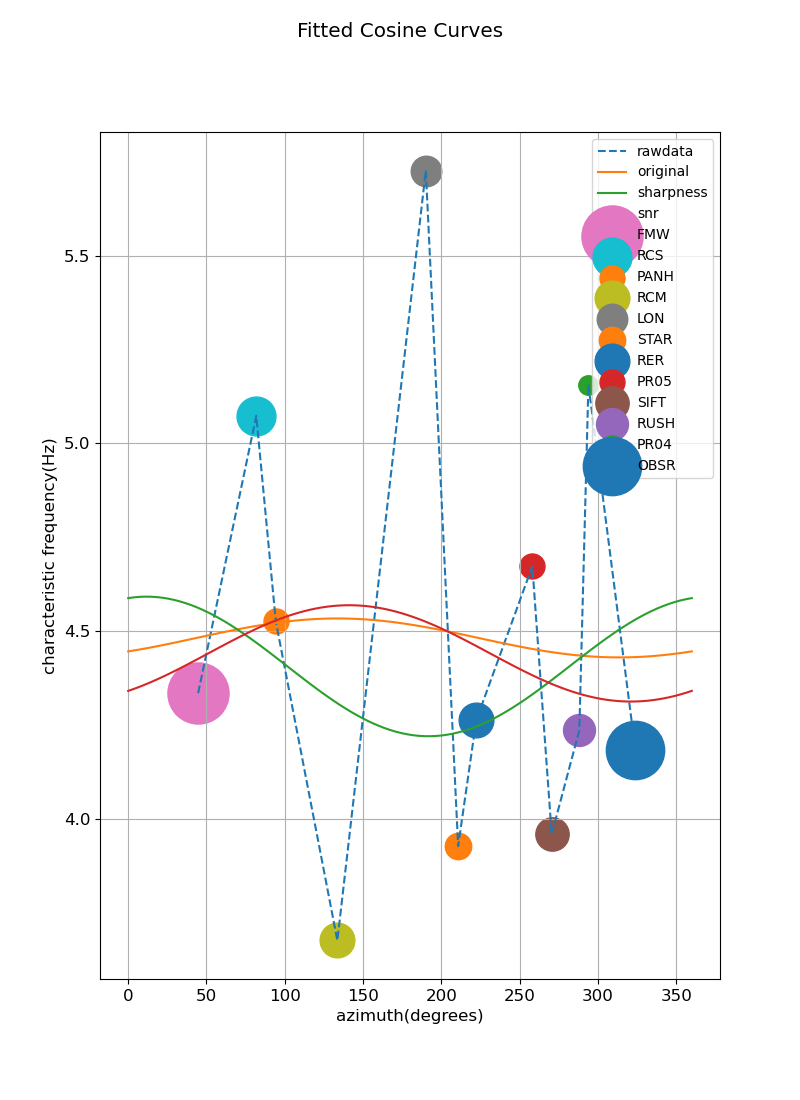 Fitted Cosine Curves
rawdata
original
sharpness
snr
FMW
RCS
PANH
RCM
LON
STAR
RER
PR05
SIFT
RUSH
PR04
OBSR
characteristic frequency(Hz)
5.5
5.0
4.5
4.0
0 50 100 150 200 250 300 350
azimuth(degrees)